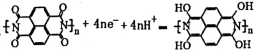 O O HO OH
[N N]n + 4ne⁻ + 4nH⁺ = [N N]n
O O HO OH